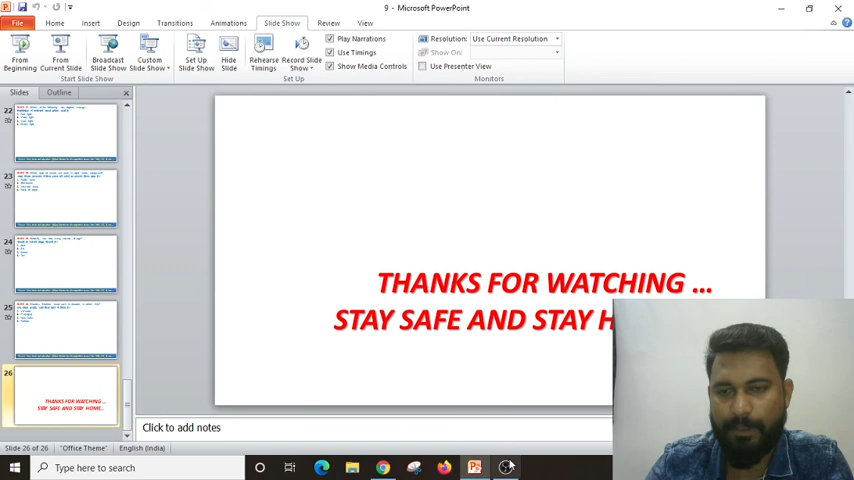 9 - Microsoft PowerPoint
File
Home
Insert
Design
Transitions
Animations
Slide Show
Review
View
From Beginning
From Current Slide
Broadcast Slide Show
Custom Slide Show
Start Slide Show
Set Up Slide Show
Hide Slide
Rehearse Timings
Record Slide Show
Play Narrations
Use Timings
Show Media Controls
Set Up
Resolution: Use Current Resolution
Show On:
Use Presenter View
Monitors
Slides
Outline
22
23
24
25
26
THANKS FOR WATCHING ...
STAY SAFE AND STAY HOME...
THANKS FOR WATCHING ...
STAY SAFE AND STAY H
Click to add notes
Slide 26 of 26
"Office Theme"
English (India)
Type here to search